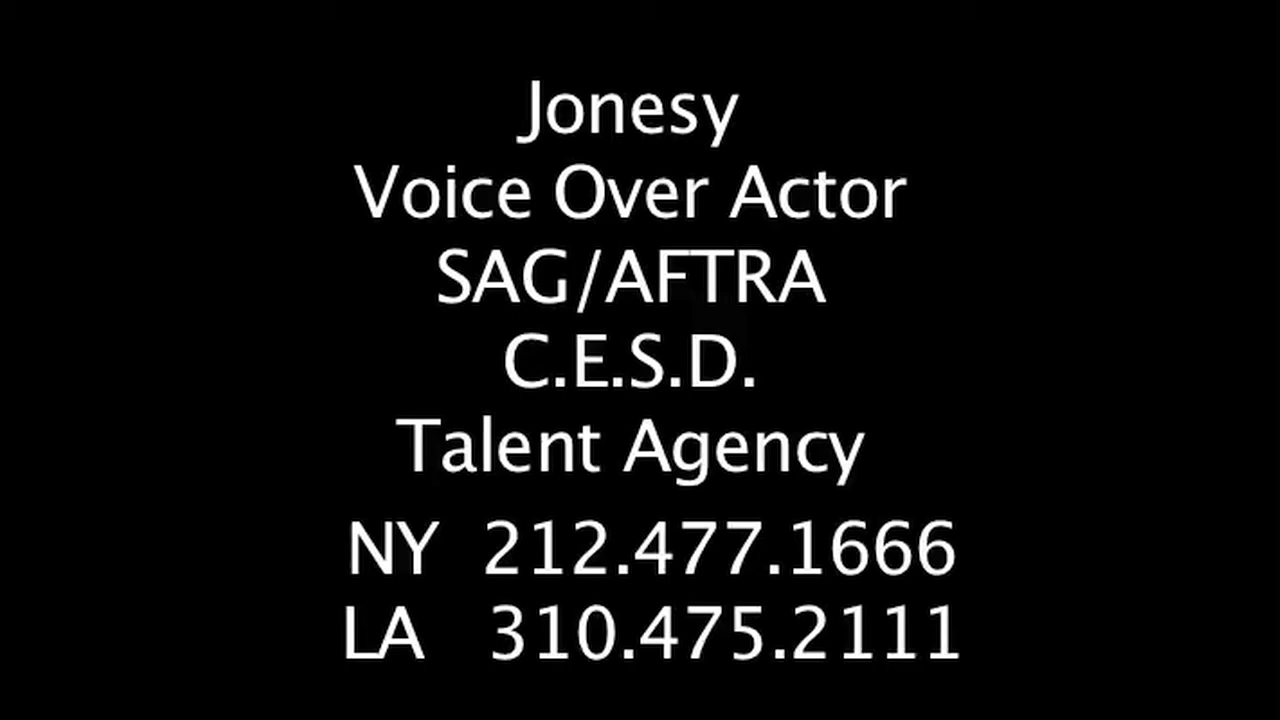 Jonesy
Voice Over Actor
SAG/AFTRA
C.E.S.D.
Talent Agency
NY 212.477.1666
LA 310.475.2111